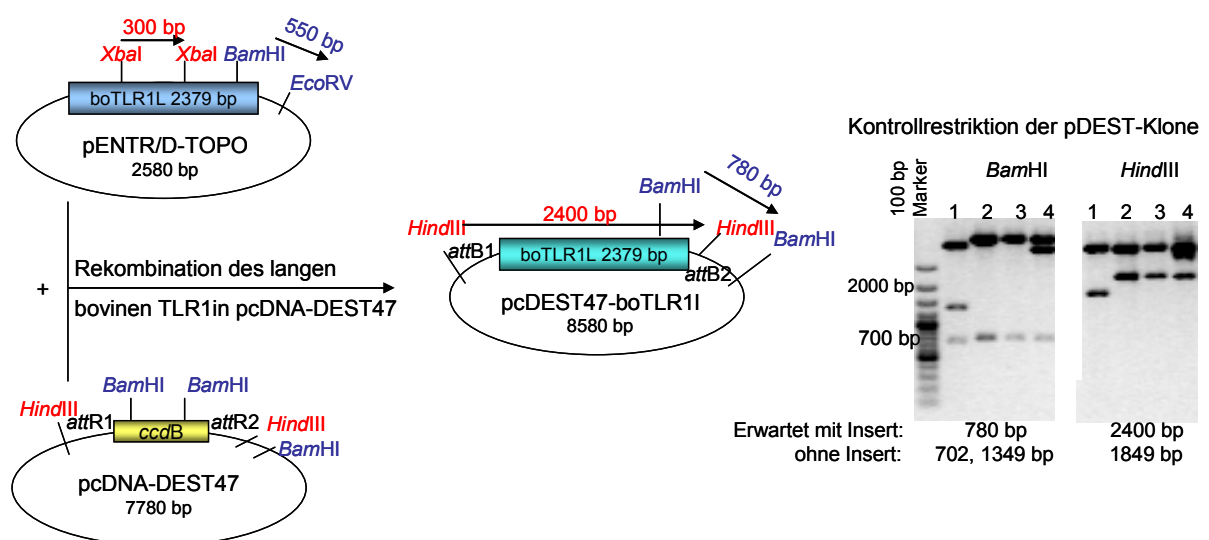 300 bp
550 bp
XbaI XbaI BamHI
EcoRV
boTLR1L 2379 bp
pENTR/D-TOPO
2580 bp
+
Rekombination des langen
bovinen TLR1in pcDNA-DEST47
BamHI BamHI
HindIII attR1 ccdB attR2 HindIII
BamHI
pcDNA-DEST47
7780 bp
780 bp
BamHI
2400 bp
HindIII HindIII
BamHI
attB1 boTLR1L 2379 bp attB2
pcDEST47-boTLR1l
8580 bp
Kontrollrestriktion der pDEST-Klone
100 bp
Marker
BamHI HindIII
1 2 3 4 1 2 3 4
2000 bp
700 bp
Erwartet mit Insert: 780 bp 2400 bp
ohne Insert: 702, 1349 bp 1849 bp